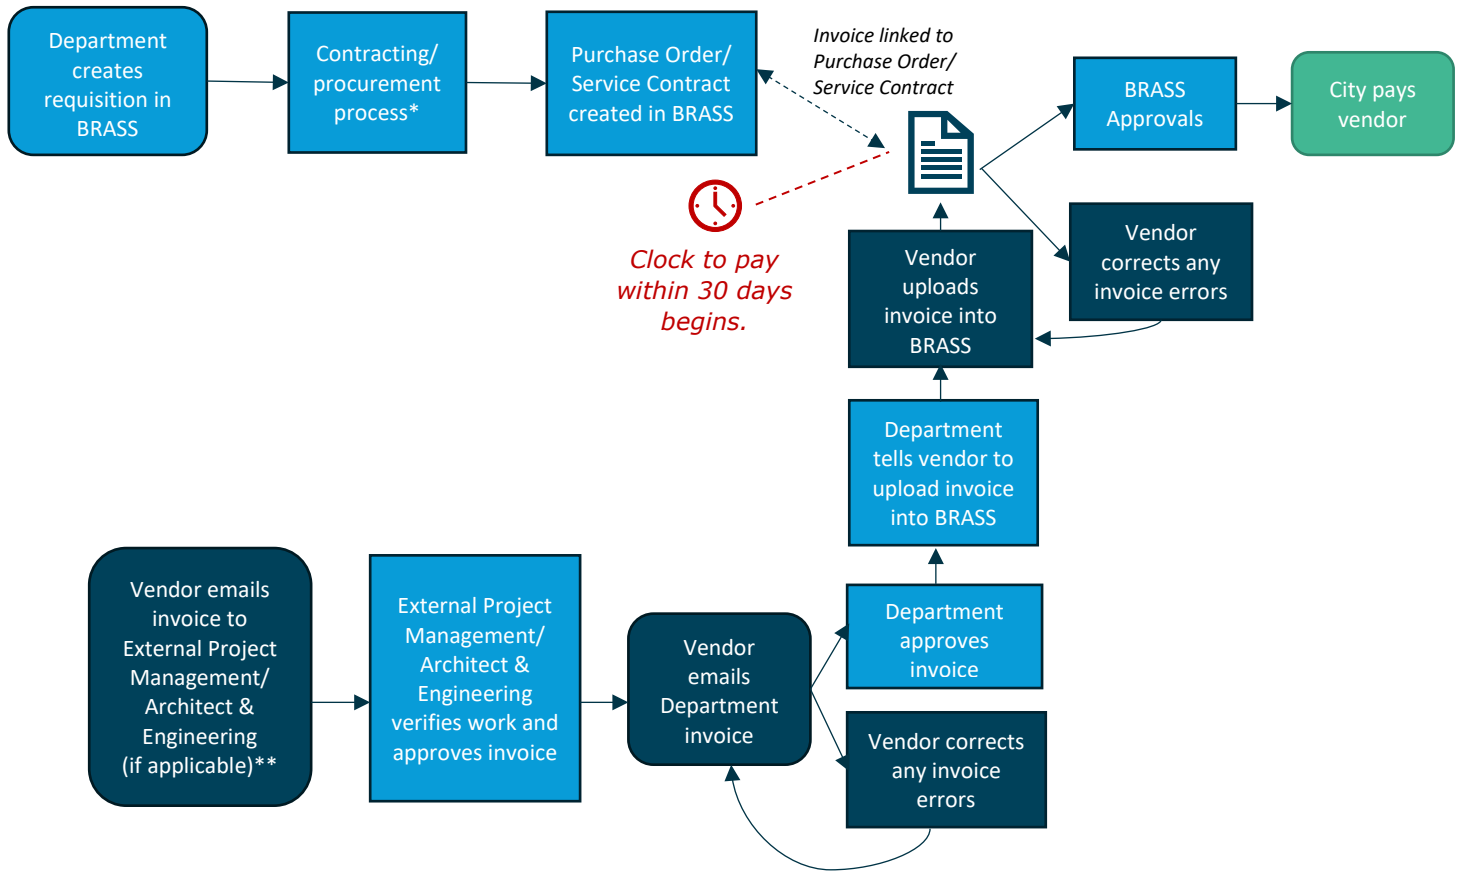 Department
creates
requisition in
BRASS
Contracting/
procurement
process*
Purchase Order/
Service Contract
created in BRASS
Invoice linked to
Purchase Order/
Service Contract
BRASS
Approvals
City pays
vendor
Clock to pay
within 30 days
begins.
Vendor
uploads
invoice into
BRASS
Vendor
corrects any
invoice errors
Department
tells vendor to
upload invoice
into BRASS
Vendor emails
invoice to
External Project
Management/
Architect &
Engineering
(if applicable)**
External Project
Management/
Architect &
Engineering
verifies work and
approves invoice
Vendor
emails
Department
invoice
Department
approves
invoice
Vendor corrects
any invoice
errors